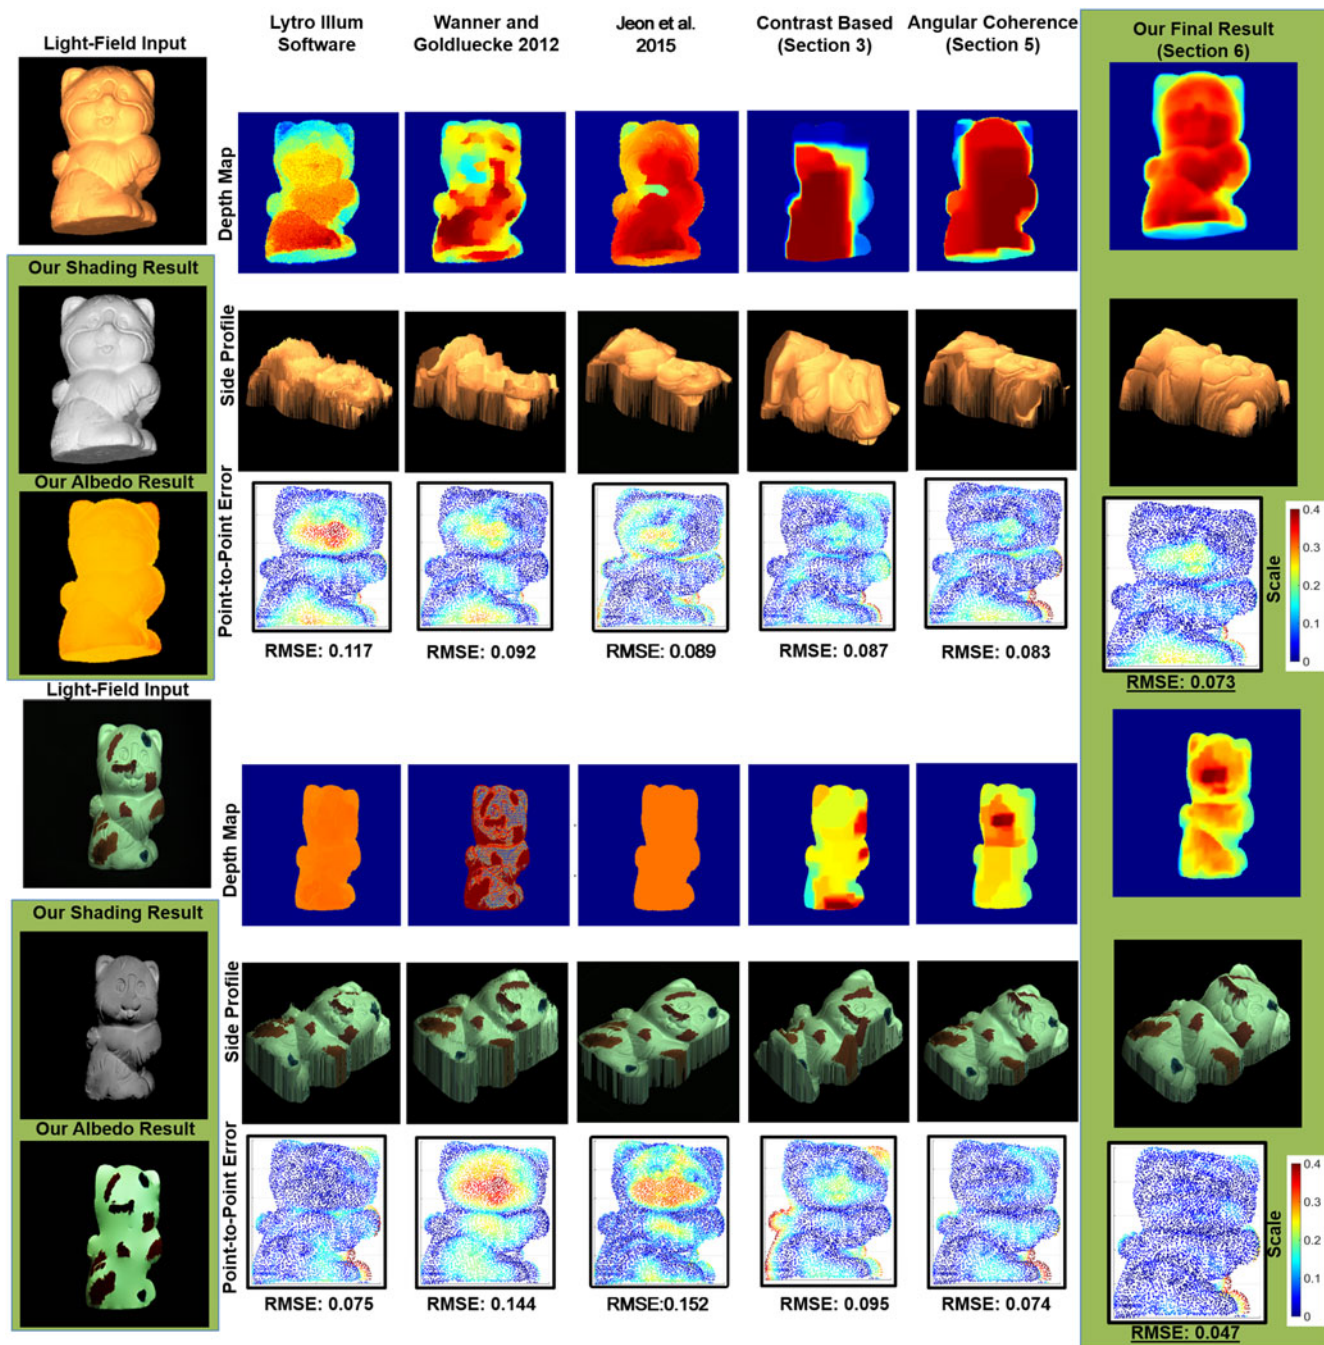 Light-Field Input
Lytro Illum
Software
Wanner and
Goldluecke 2012
Jeon et al.
2015
Contrast Based
(Section 3)
Angular Coherence
(Section 5)
Our Final Result
(Section 6)
Depth Map
Our Shading Result
Side Profile
Our Albedo Result
Point-to-Point Error
RMSE: 0.117
RMSE: 0.092
RMSE: 0.089
RMSE: 0.087
RMSE: 0.083
RMSE: 0.073
Scale
0.4
0.3
0.2
0.1
0
Light-Field Input
Depth Map
Our Shading Result
Side Profile
Our Albedo Result
Point-to-Point Error
RMSE: 0.075
RMSE: 0.144
RMSE:0.152
RMSE: 0.095
RMSE: 0.074
RMSE: 0.047
Scale
0.4
0.3
0.2
0.1
0